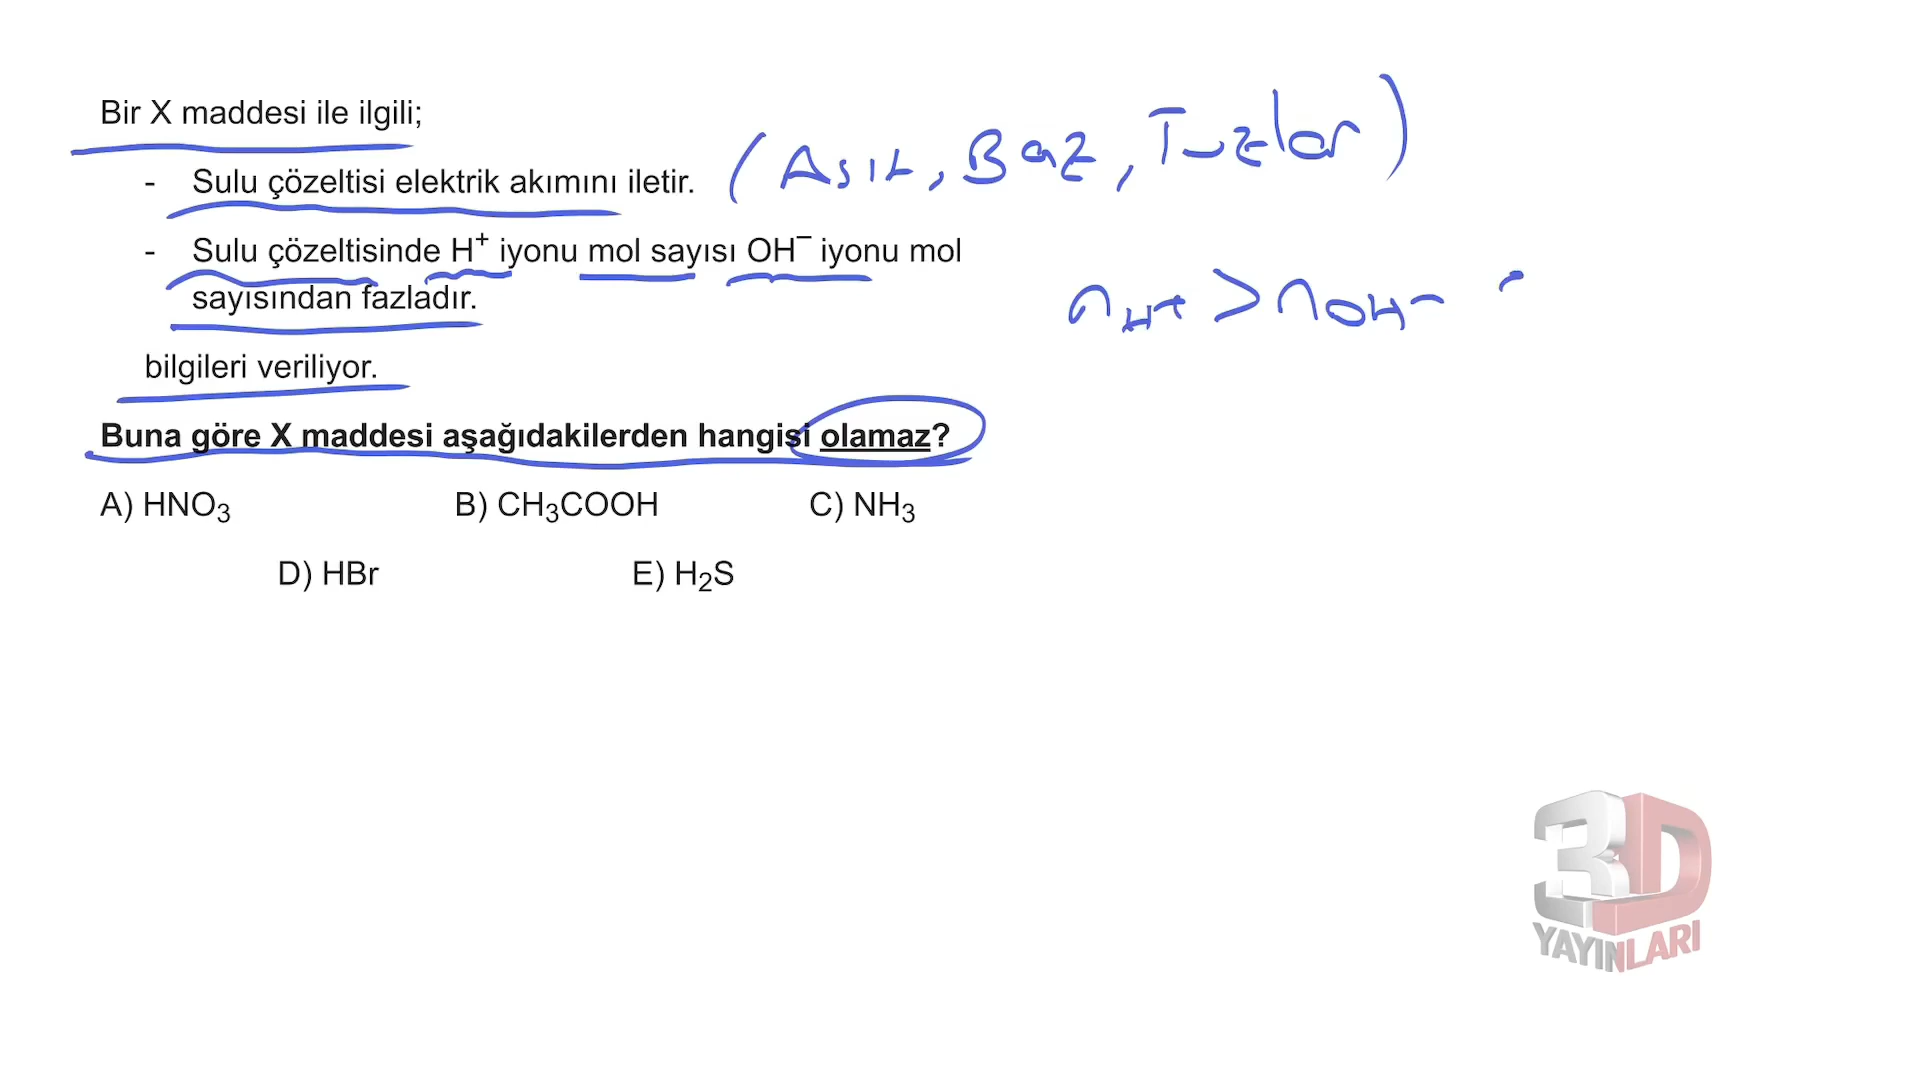 Bir X maddesi ile ilgili;
- Sulu çözeltisi elektrik akımını iletir. (Asit, Baz, Tuzlar)
- Sulu çözeltisinde H⁺ iyonu mol sayısı OH⁻ iyonu mol
sayısından fazladır. nH+ > nOH-
bilgileri veriliyor.
Buna göre X maddesi aşağıdakilerden hangisi olamaz?
A) HNO₃ B) CH₃COOH C) NH₃
D) HBr E) H₂S
3D
YAYINLARI